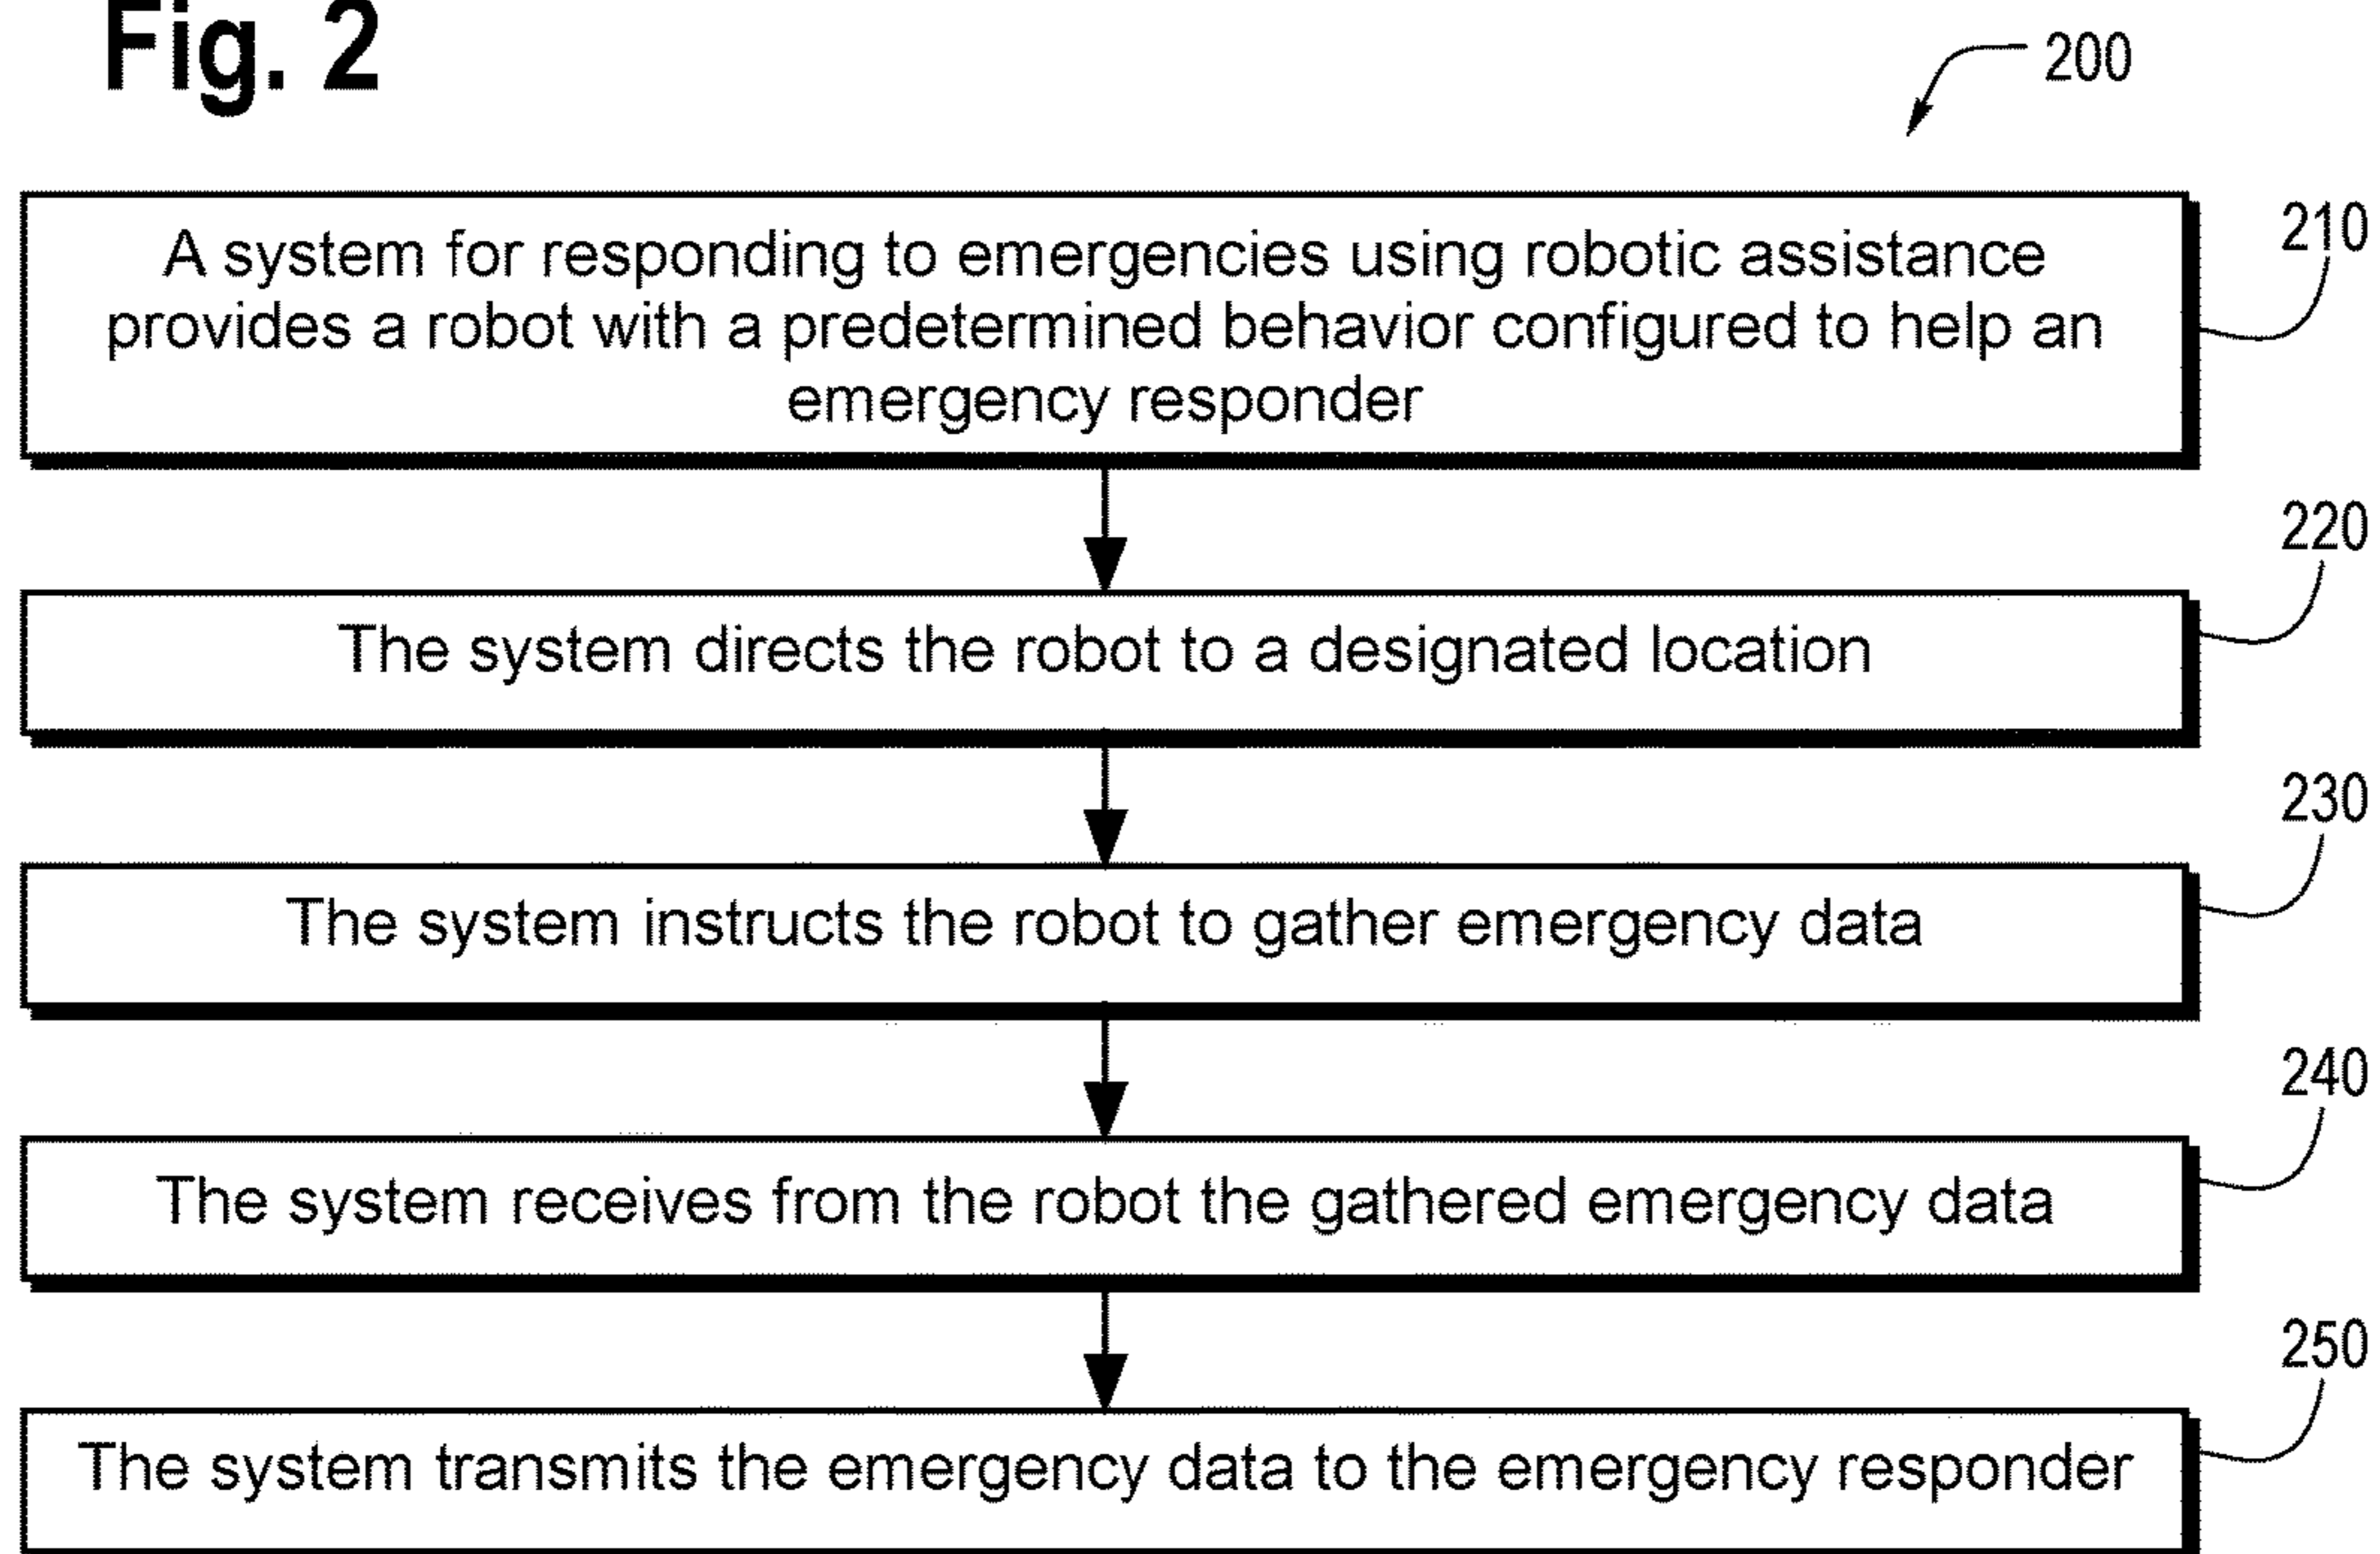 Fig. 2
200
A system for responding to emergencies using robotic assistance
provides a robot with a predetermined behavior configured to help an
emergency responder
210
220
The system directs the robot to a designated location
230
The system instructs the robot to gather emergency data
240
The system receives from the robot the gathered emergency data
250
The system transmits the emergency data to the emergency responder